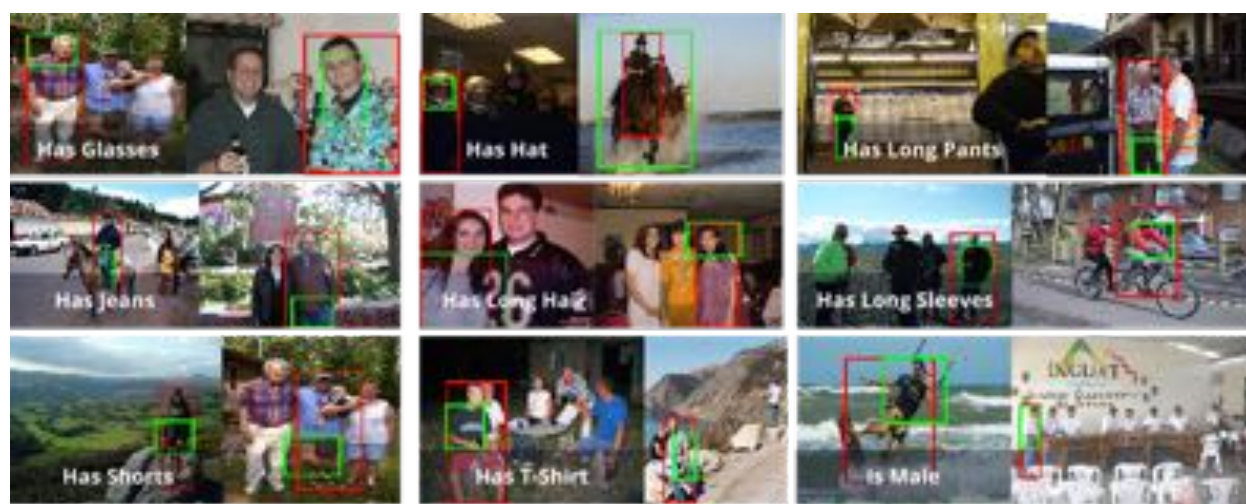 Has Glasses
Has Hat
Has Long Pants
Has Jeans
Has Long Hair
Has Long Sleeves
Has Shorts
Has T-Shirt
Is Male